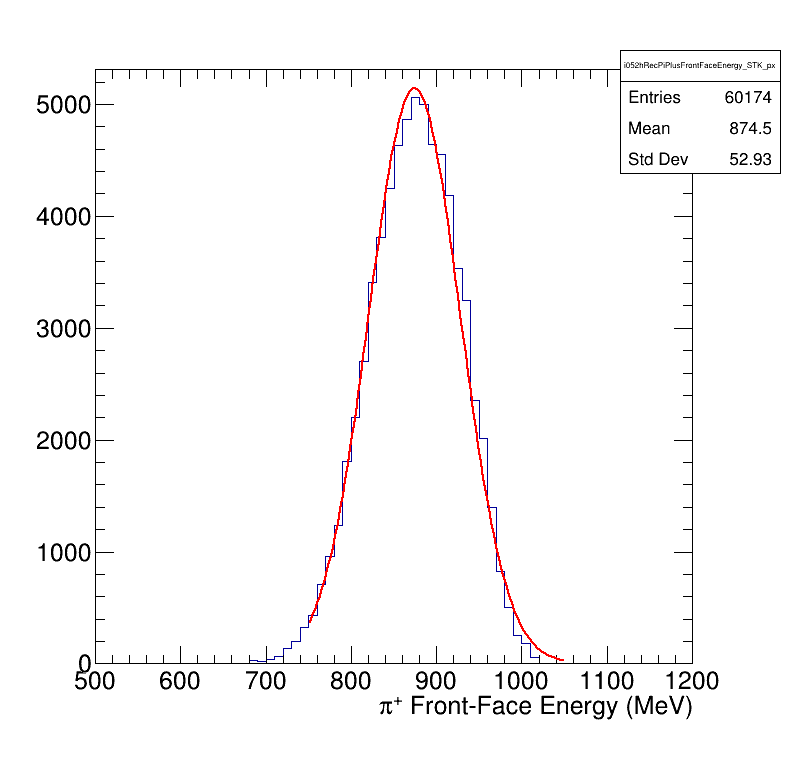 i052hRecPiPlusFrontFaceEnergy_STK_px
Entries 60174
Mean 874.5
Std Dev 52.93
5000
4000
3000
2000
1000
0
500 600 700 800 900 1000 1100 1200
π⁺ Front-Face Energy (MeV)